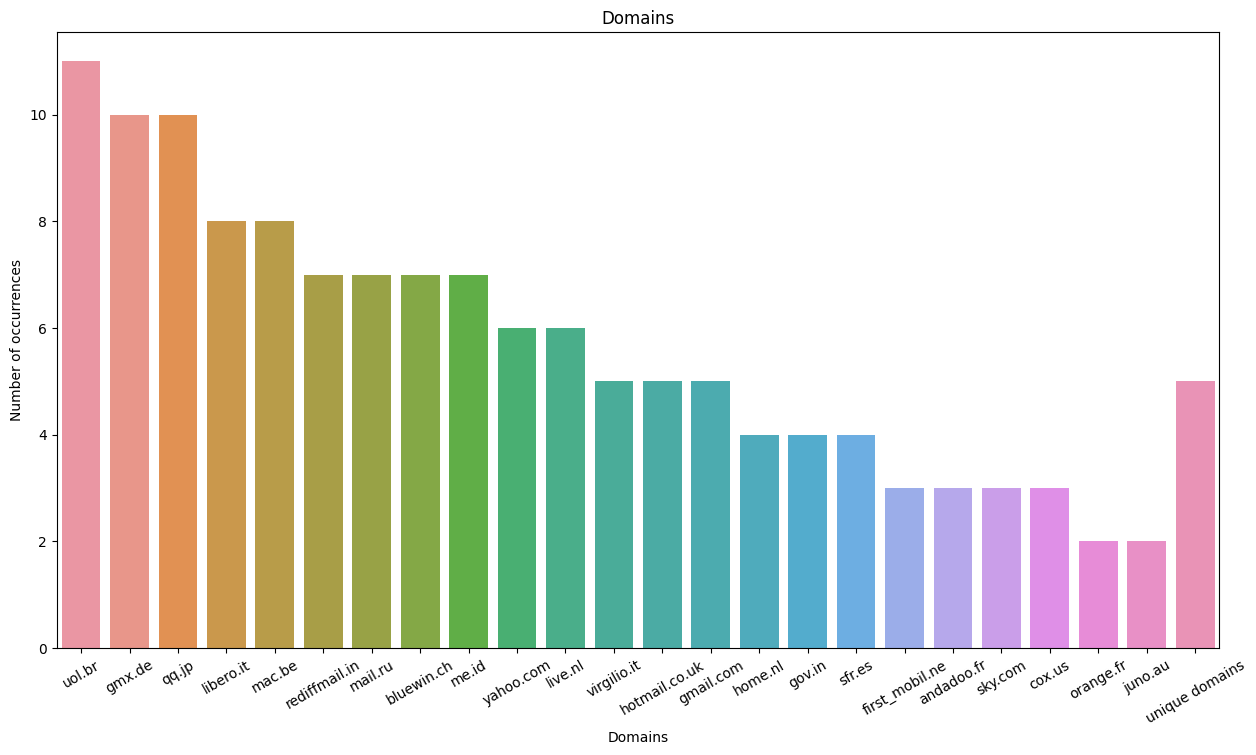 Domains
Number of occurrences
10
8
6
4
2
0
uol.br
gmx.de
qq.jp
libero.it
mac.be
rediffmail.in
mail.ru
bluewin.ch
me.id
yahoo.com
live.nl
virgilio.it
hotmail.co.uk
gmail.com
home.nl
gov.in
sfr.es
first_mobil.ne
andadoo.fr
sky.com
cox.us
orange.fr
juno.au
unique domains
Domains